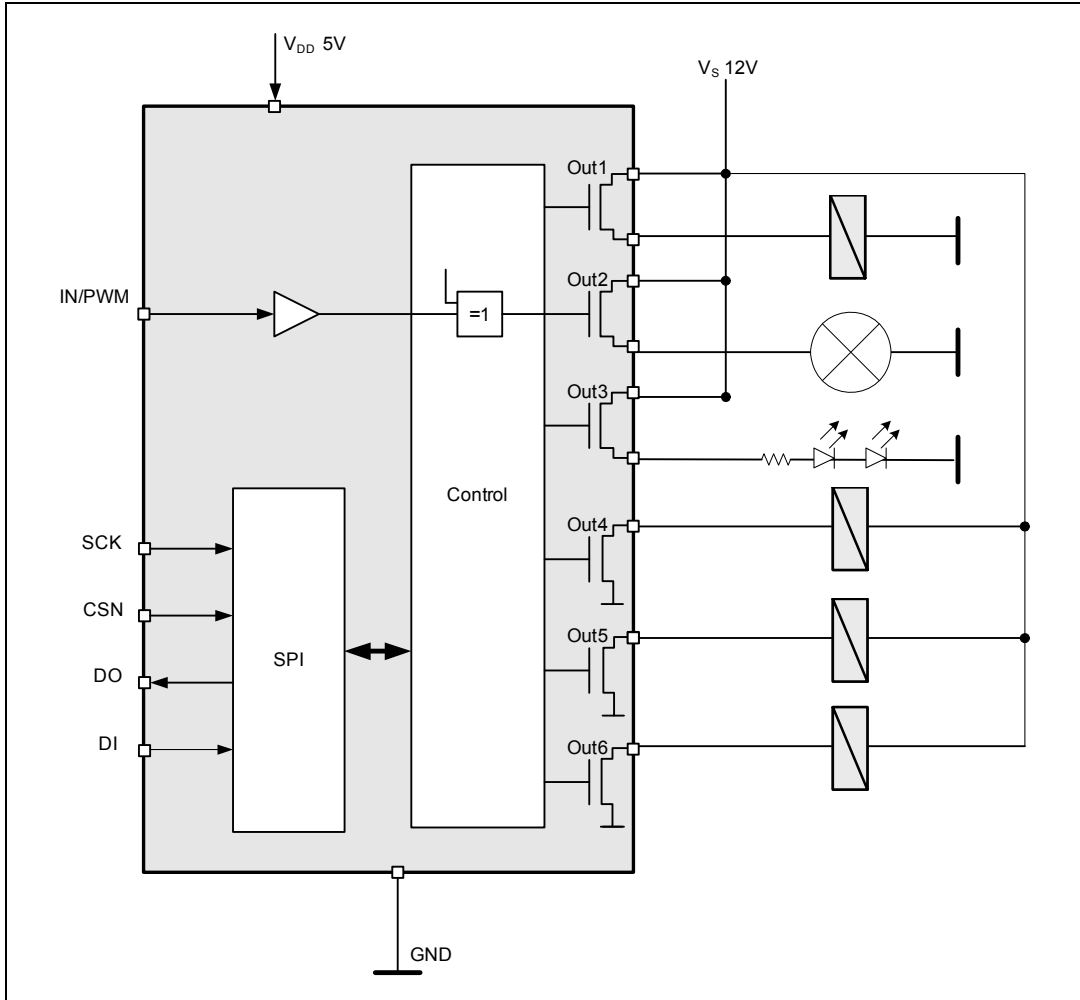 V_DD 5V
V_S 12V
Out1
Out2
IN/PWM
=1
Out3
Control
Out4
SCK
CSN
Out5
SPI
DO
DI
Out6
GND